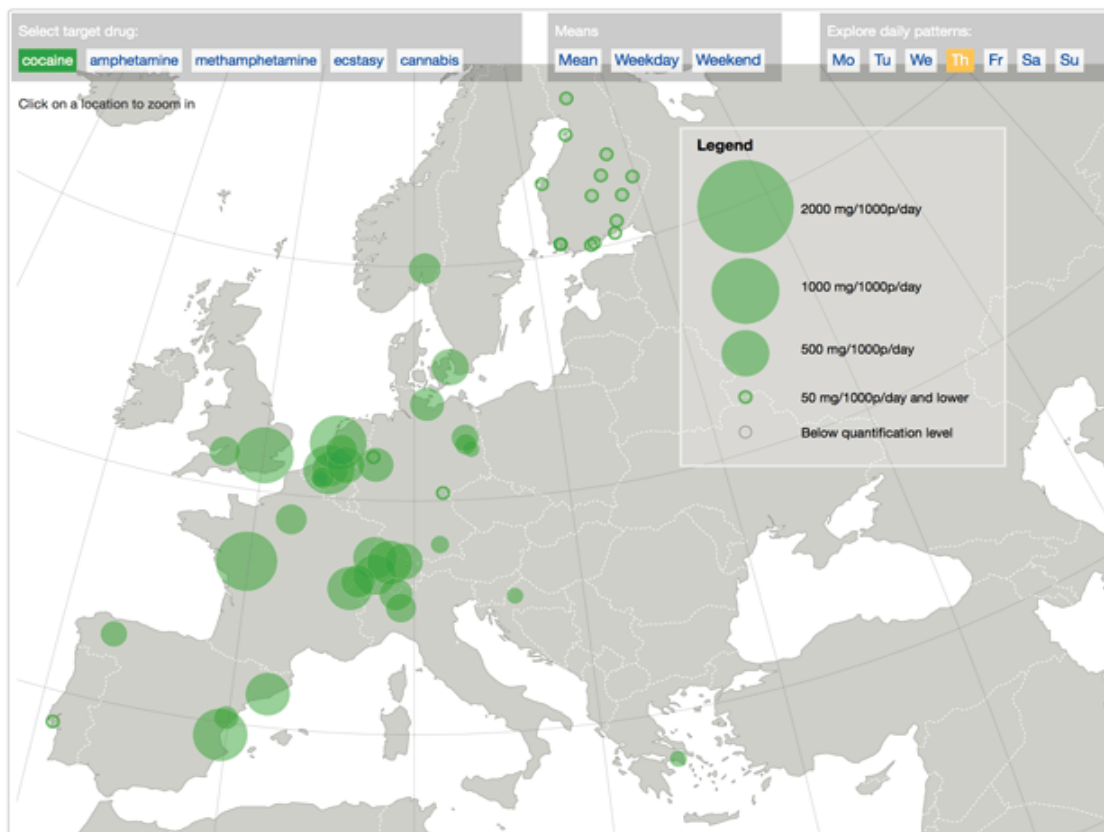 Select target drug:
cocaine amphetamine methamphetamine ecstasy cannabis
Means
Mean Weekday Weekend
Explore daily patterns:
Mo Tu We Th Fr Sa Su
Click on a location to zoom in
Legend
2000 mg/1000p/day
1000 mg/1000p/day
500 mg/1000p/day
50 mg/1000p/day and lower
Below quantification level